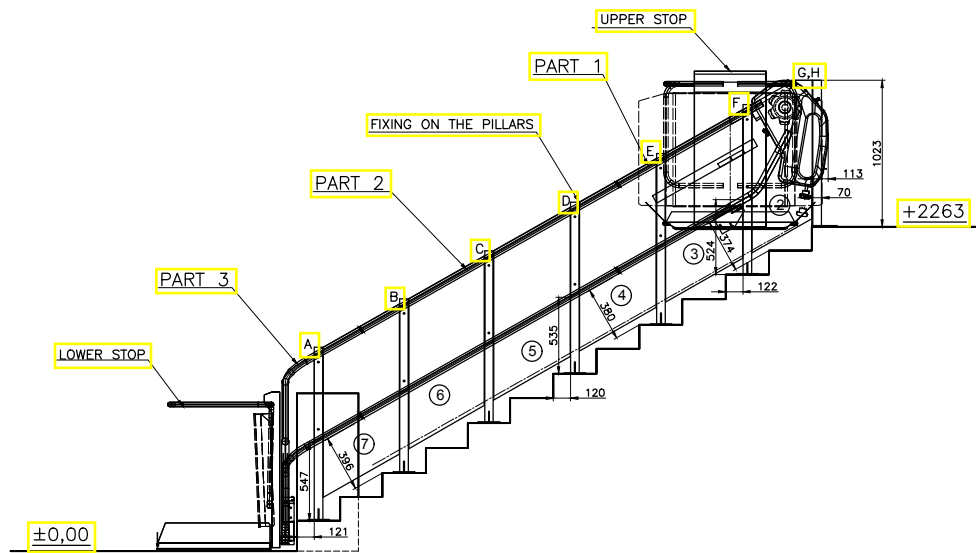 UPPER STOP
PART 1
G,H
F
FIXING ON THE PILLARS
E
1023
113
PART 2
70
D
2
+2263
374
524
C
3
122
PART 3
B
4
380
535
A
5
LOWER STOP
6
120
7
396
547
±0,00
121